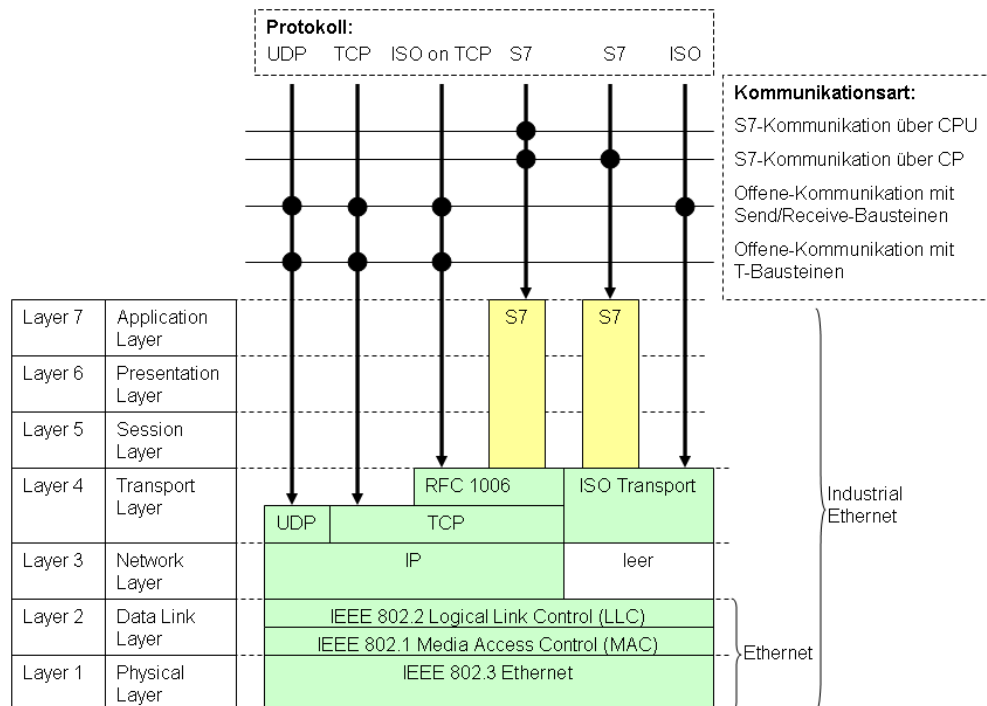 Protokoll:
UDP TCP ISO on TCP S7 S7 ISO
Kommunikationsart:
S7-Kommunikation über CPU
S7-Kommunikation über CP
Offene-Kommunikation mit
Send/Receive-Bausteinen
Offene-Kommunikation mit
T-Bausteinen
Layer 7 Application
Layer
S7 S7
Layer 6 Presentation
Layer
Layer 5 Session
Layer
Layer 4 Transport
Layer
RFC 1006 ISO Transport
UDP TCP
Layer 3 Network
Layer
IP leer
Layer 2 Data Link
Layer
IEEE 802.2 Logical Link Control (LLC)
IEEE 802.1 Media Access Control (MAC)
Layer 1 Physical
Layer
IEEE 802.3 Ethernet
Ethernet
Industrial
Ethernet